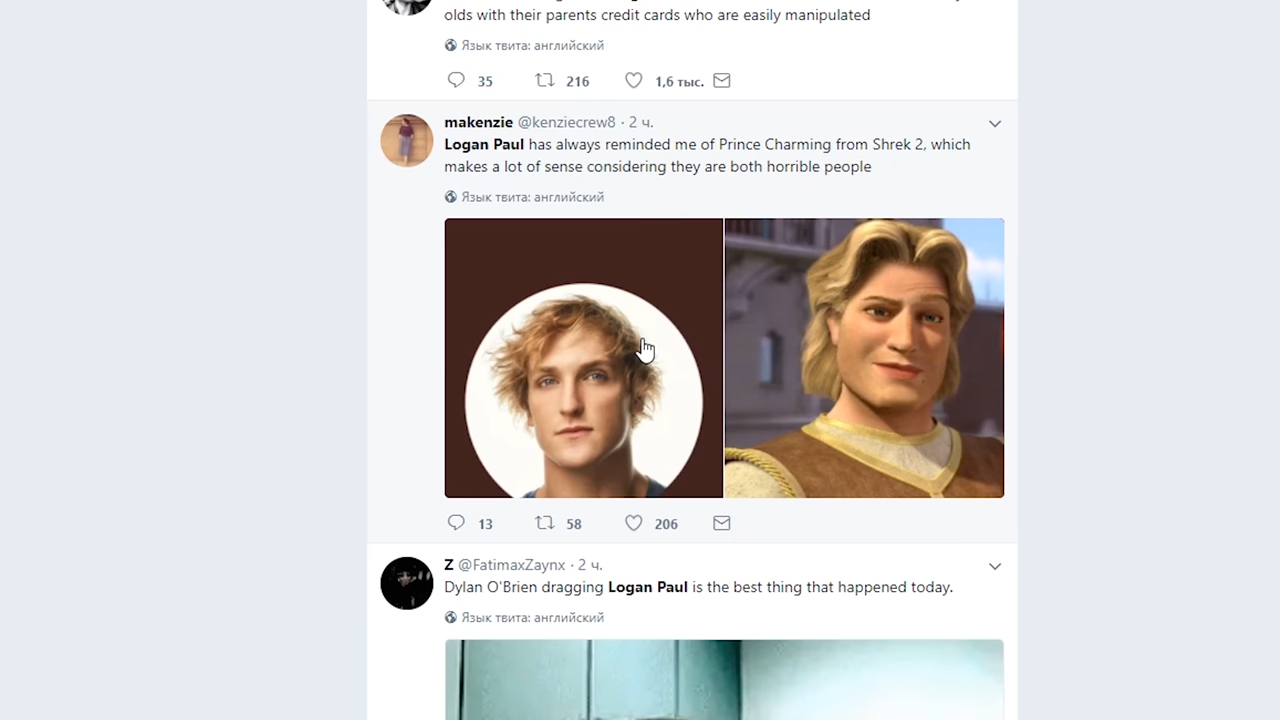 olds with their parents credit cards who are easily manipulated
Язык твита: английский
35 216 1,6 тыс.
makenzie @kenziecrew8 · 2 ч.
Logan Paul has always reminded me of Prince Charming from Shrek 2, which
makes a lot of sense considering they are both horrible people
Язык твита: английский
13 58 206
Z @FatimaxZaynx · 2 ч.
Dylan O'Brien dragging Logan Paul is the best thing that happened today.
Язык твита: английский